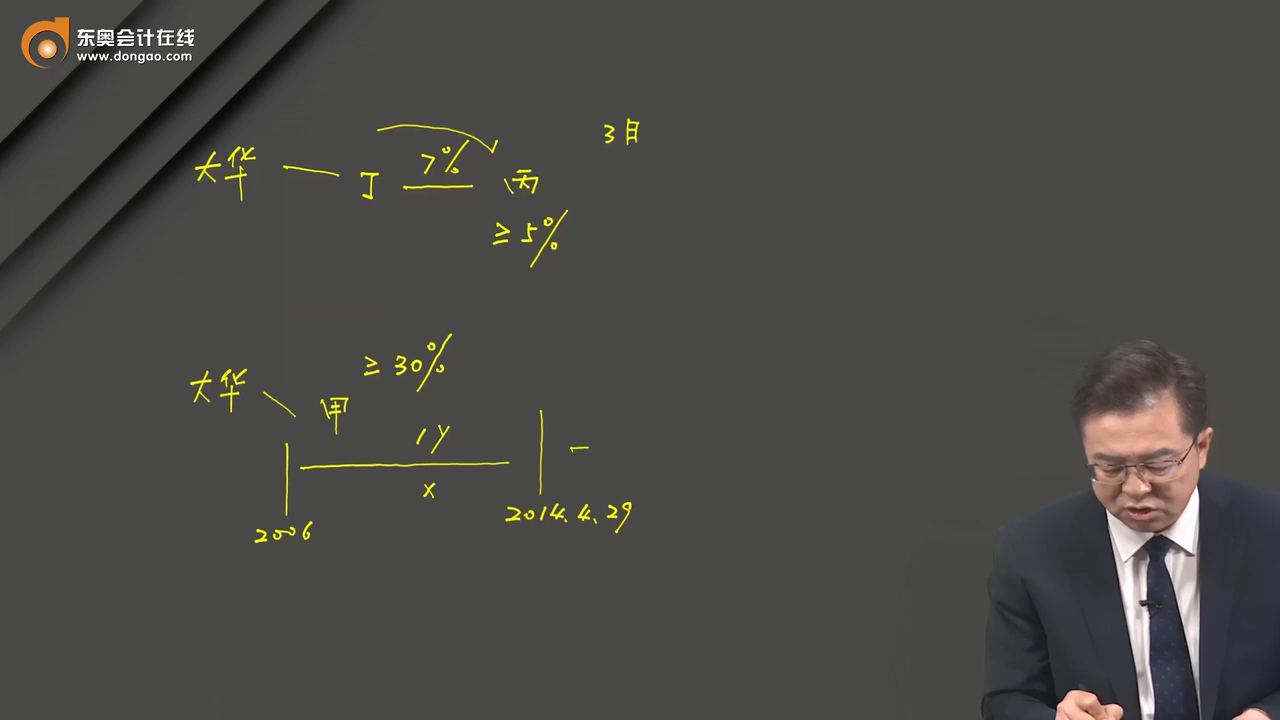 东奥会计在线
www.dongao.com
3月
大华 — 丁 7% 丙
≥ 5%
≥ 30%
大华 甲
1y
x
2006
2014.4.29